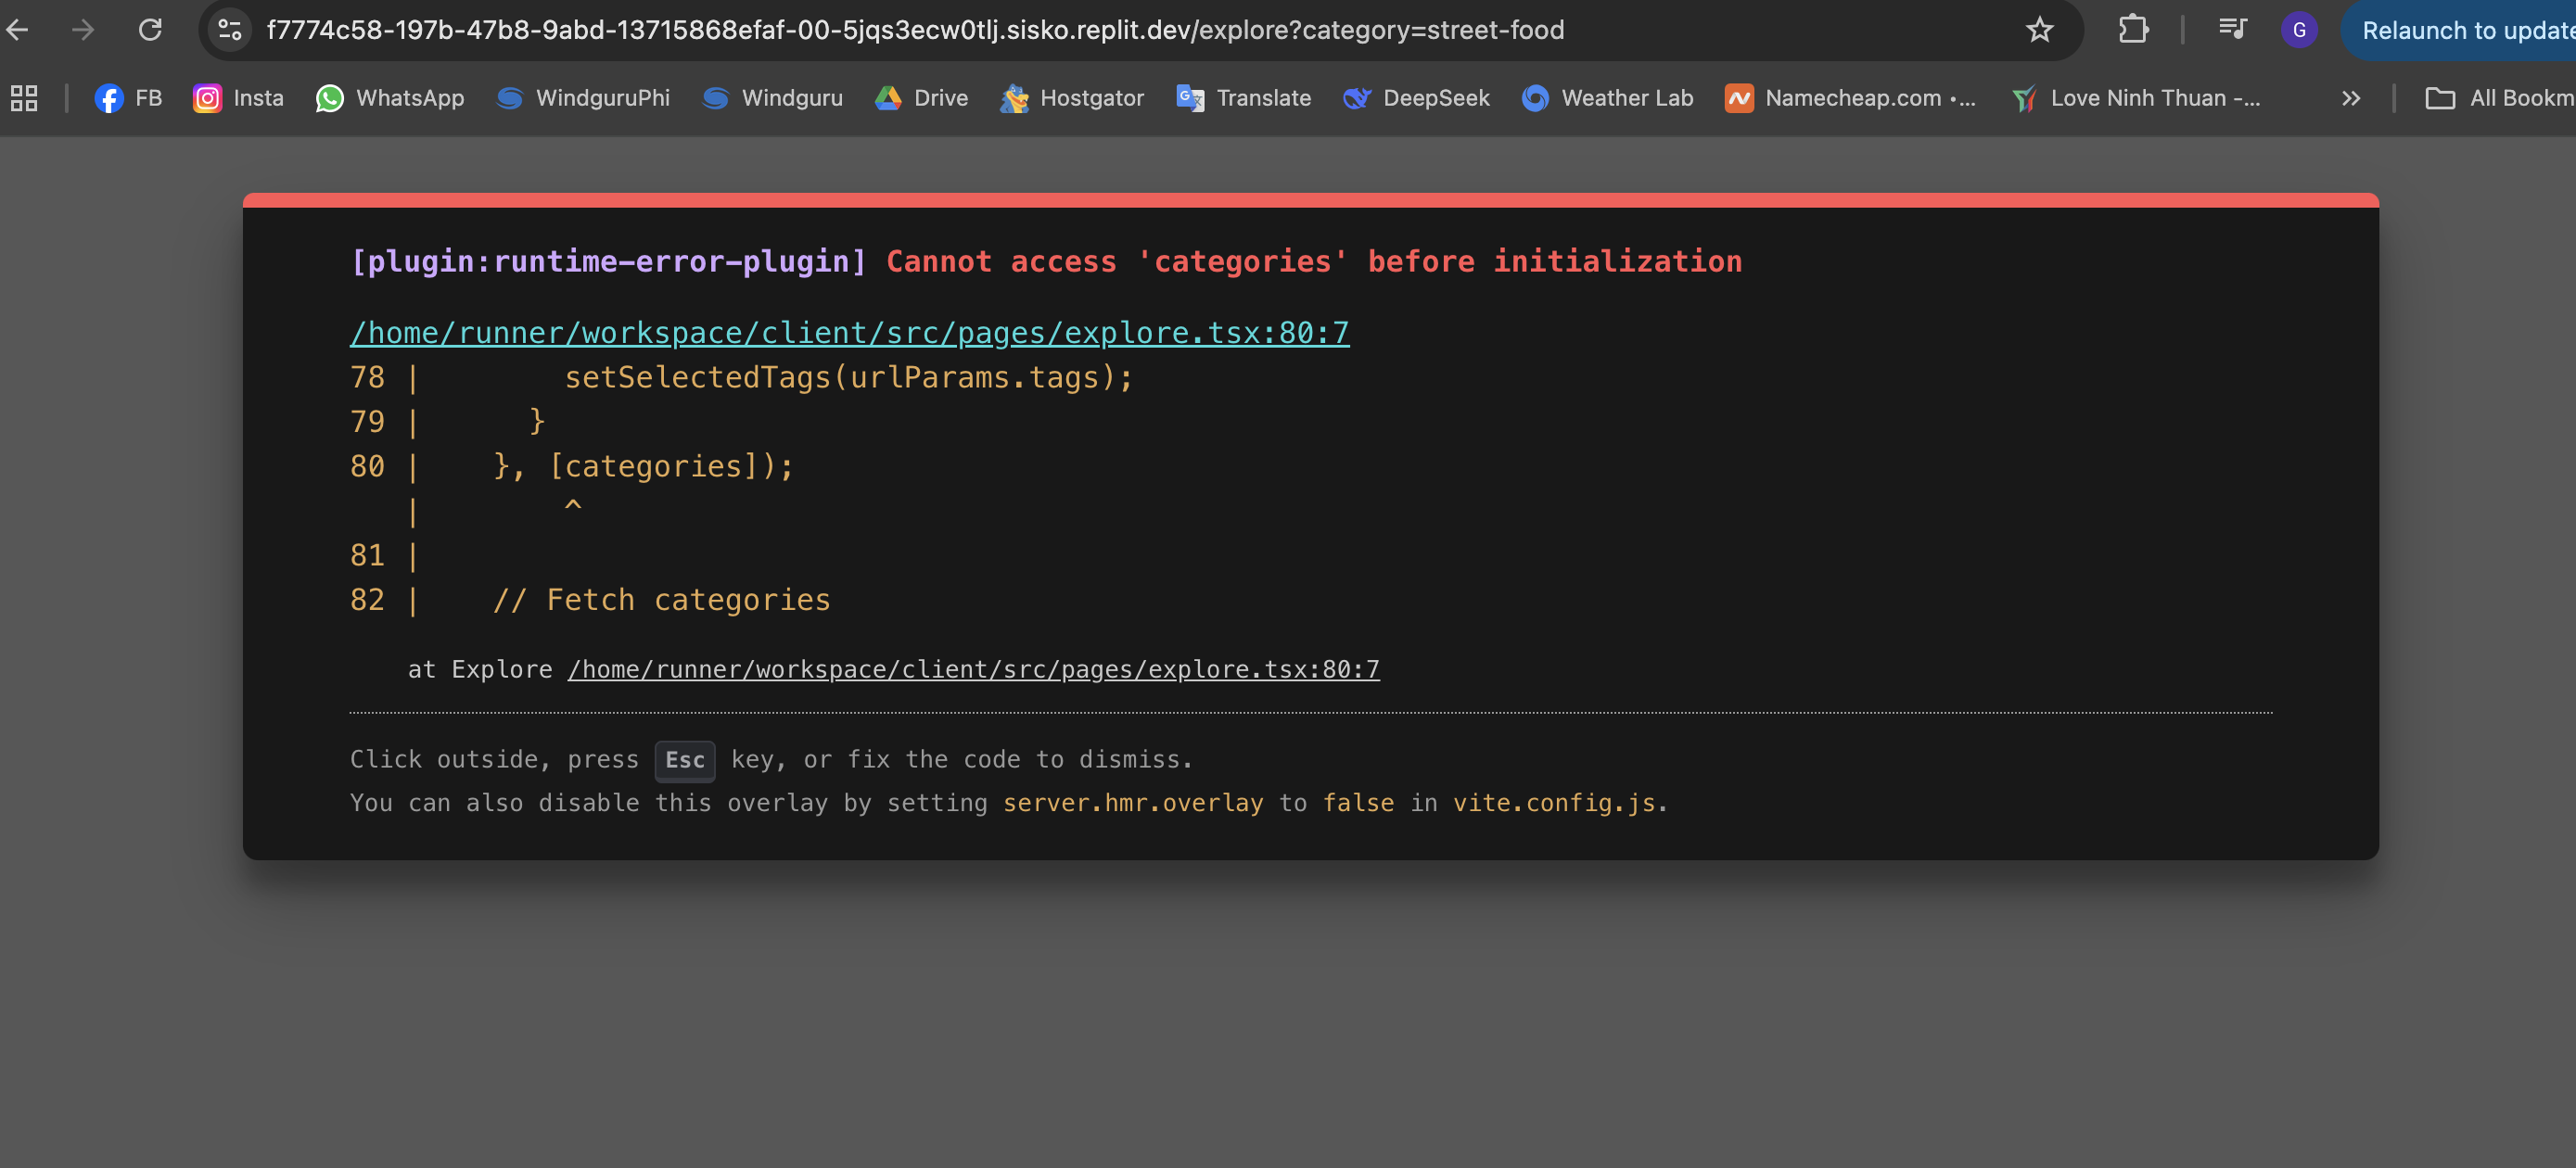 f7774c58-197b-47b8-9abd-13715868efaf-00-5jqs3ecw0tlj.sisko.replit.dev/explore?category=street-food G Relaunch to update
FB Insta WhatsApp WindguruPhi Windguru Drive Hostgator Translate DeepSeek Weather Lab Namecheap.com •... Love Ninh Thuan -... » All Bookm
[plugin:runtime-error-plugin] Cannot access 'categories' before initialization
/home/runner/workspace/client/src/pages/explore.tsx:80:7
78 | setSelectedTags(urlParams.tags);
79 | }
80 | }, [categories]);
| ^
81 |
82 | // Fetch categories
at Explore /home/runner/workspace/client/src/pages/explore.tsx:80:7
Click outside, press Esc key, or fix the code to dismiss.
You can also disable this overlay by setting server.hmr.overlay to false in vite.config.js.